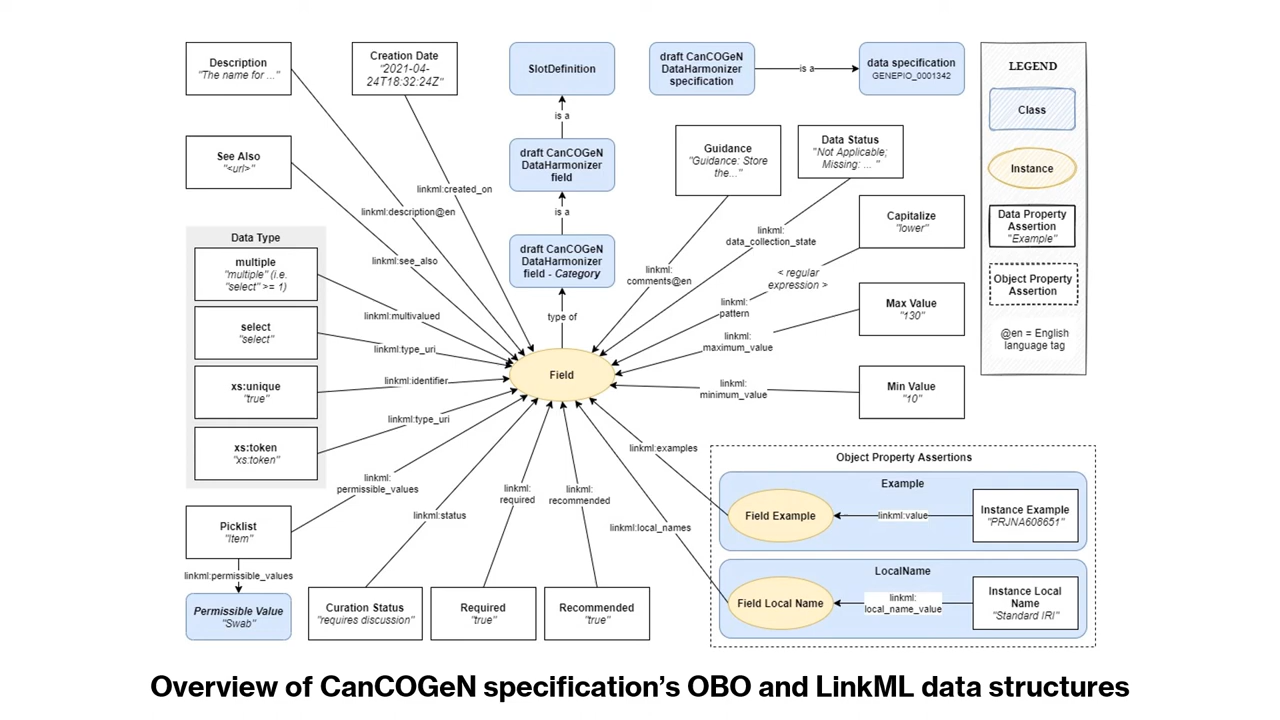 Description
"The name for ..."
Creation Date
"2021-04-
24T18:32:24Z"
SlotDefinition
draft CanCOGeN
DataHarmonizer
specification
is a
data specification
GENEPIO_0001342
LEGEND
Class
Instance
Data Property
Assertion
"Example"
Object Property
Assertion
@en = English
language tag
is a
See Also
"<url>"
draft CanCOGeN
DataHarmonizer
field
Guidance
"Guidance: Store
the..."
Data Status
"Not Applicable;
Missing: ... "
linkml:created_on
linkml:description@en
is a
linkml:
data_collection_state
Capitalize
"lower"
Data Type
multiple
"multiple" (i.e.
"select" >= 1)
linkml:see_also
draft CanCOGeN
DataHarmonizer
field - Category
linkml:
comments@en
< regular
expression >
linkml:multivalued
type of
linkml:
pattern
Max Value
"130"
select
"select"
linkml:type_uri
linkml:
maximum_value
xs:unique
"true"
linkml:identifier
Field
linkml:
minimum_value
Min Value
"10"
xs:token
"xs:token"
linkml:type_uri
linkml:
permissible_values
linkml:status
linkml:
required
linkml:
recommended
linkml:examples
linkml:local_names
Object Property Assertions
Example
Field Example
linkml:value
Instance Example
"PRJNA608651"
LocalName
Field Local Name
linkml:
local_name_value
Instance Local
Name
"Standard IRI"
Picklist
"Item"
linkml:permissible_values
Permissible Value
"Swab"
Curation Status
"requires discussion"
Required
"true"
Recommended
"true"
Overview of CanCOGeN specification's OBO and LinkML data structures